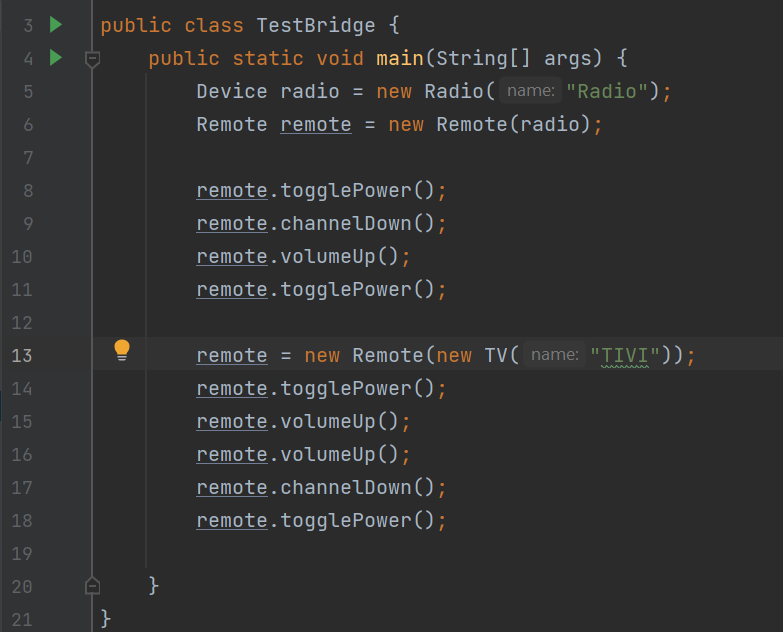 3 public class TestBridge {
4 public static void main(String[] args) {
5 Device radio = new Radio( name: "Radio");
6 Remote remote = new Remote(radio);
7
8 remote.togglePower();
9 remote.channelDown();
10 remote.volumeUp();
11 remote.togglePower();
12
13 remote = new Remote(new TV( name: "TIVI"));
14 remote.togglePower();
15 remote.volumeUp();
16 remote.volumeUp();
17 remote.channelDown();
18 remote.togglePower();
19
20 }
21 }